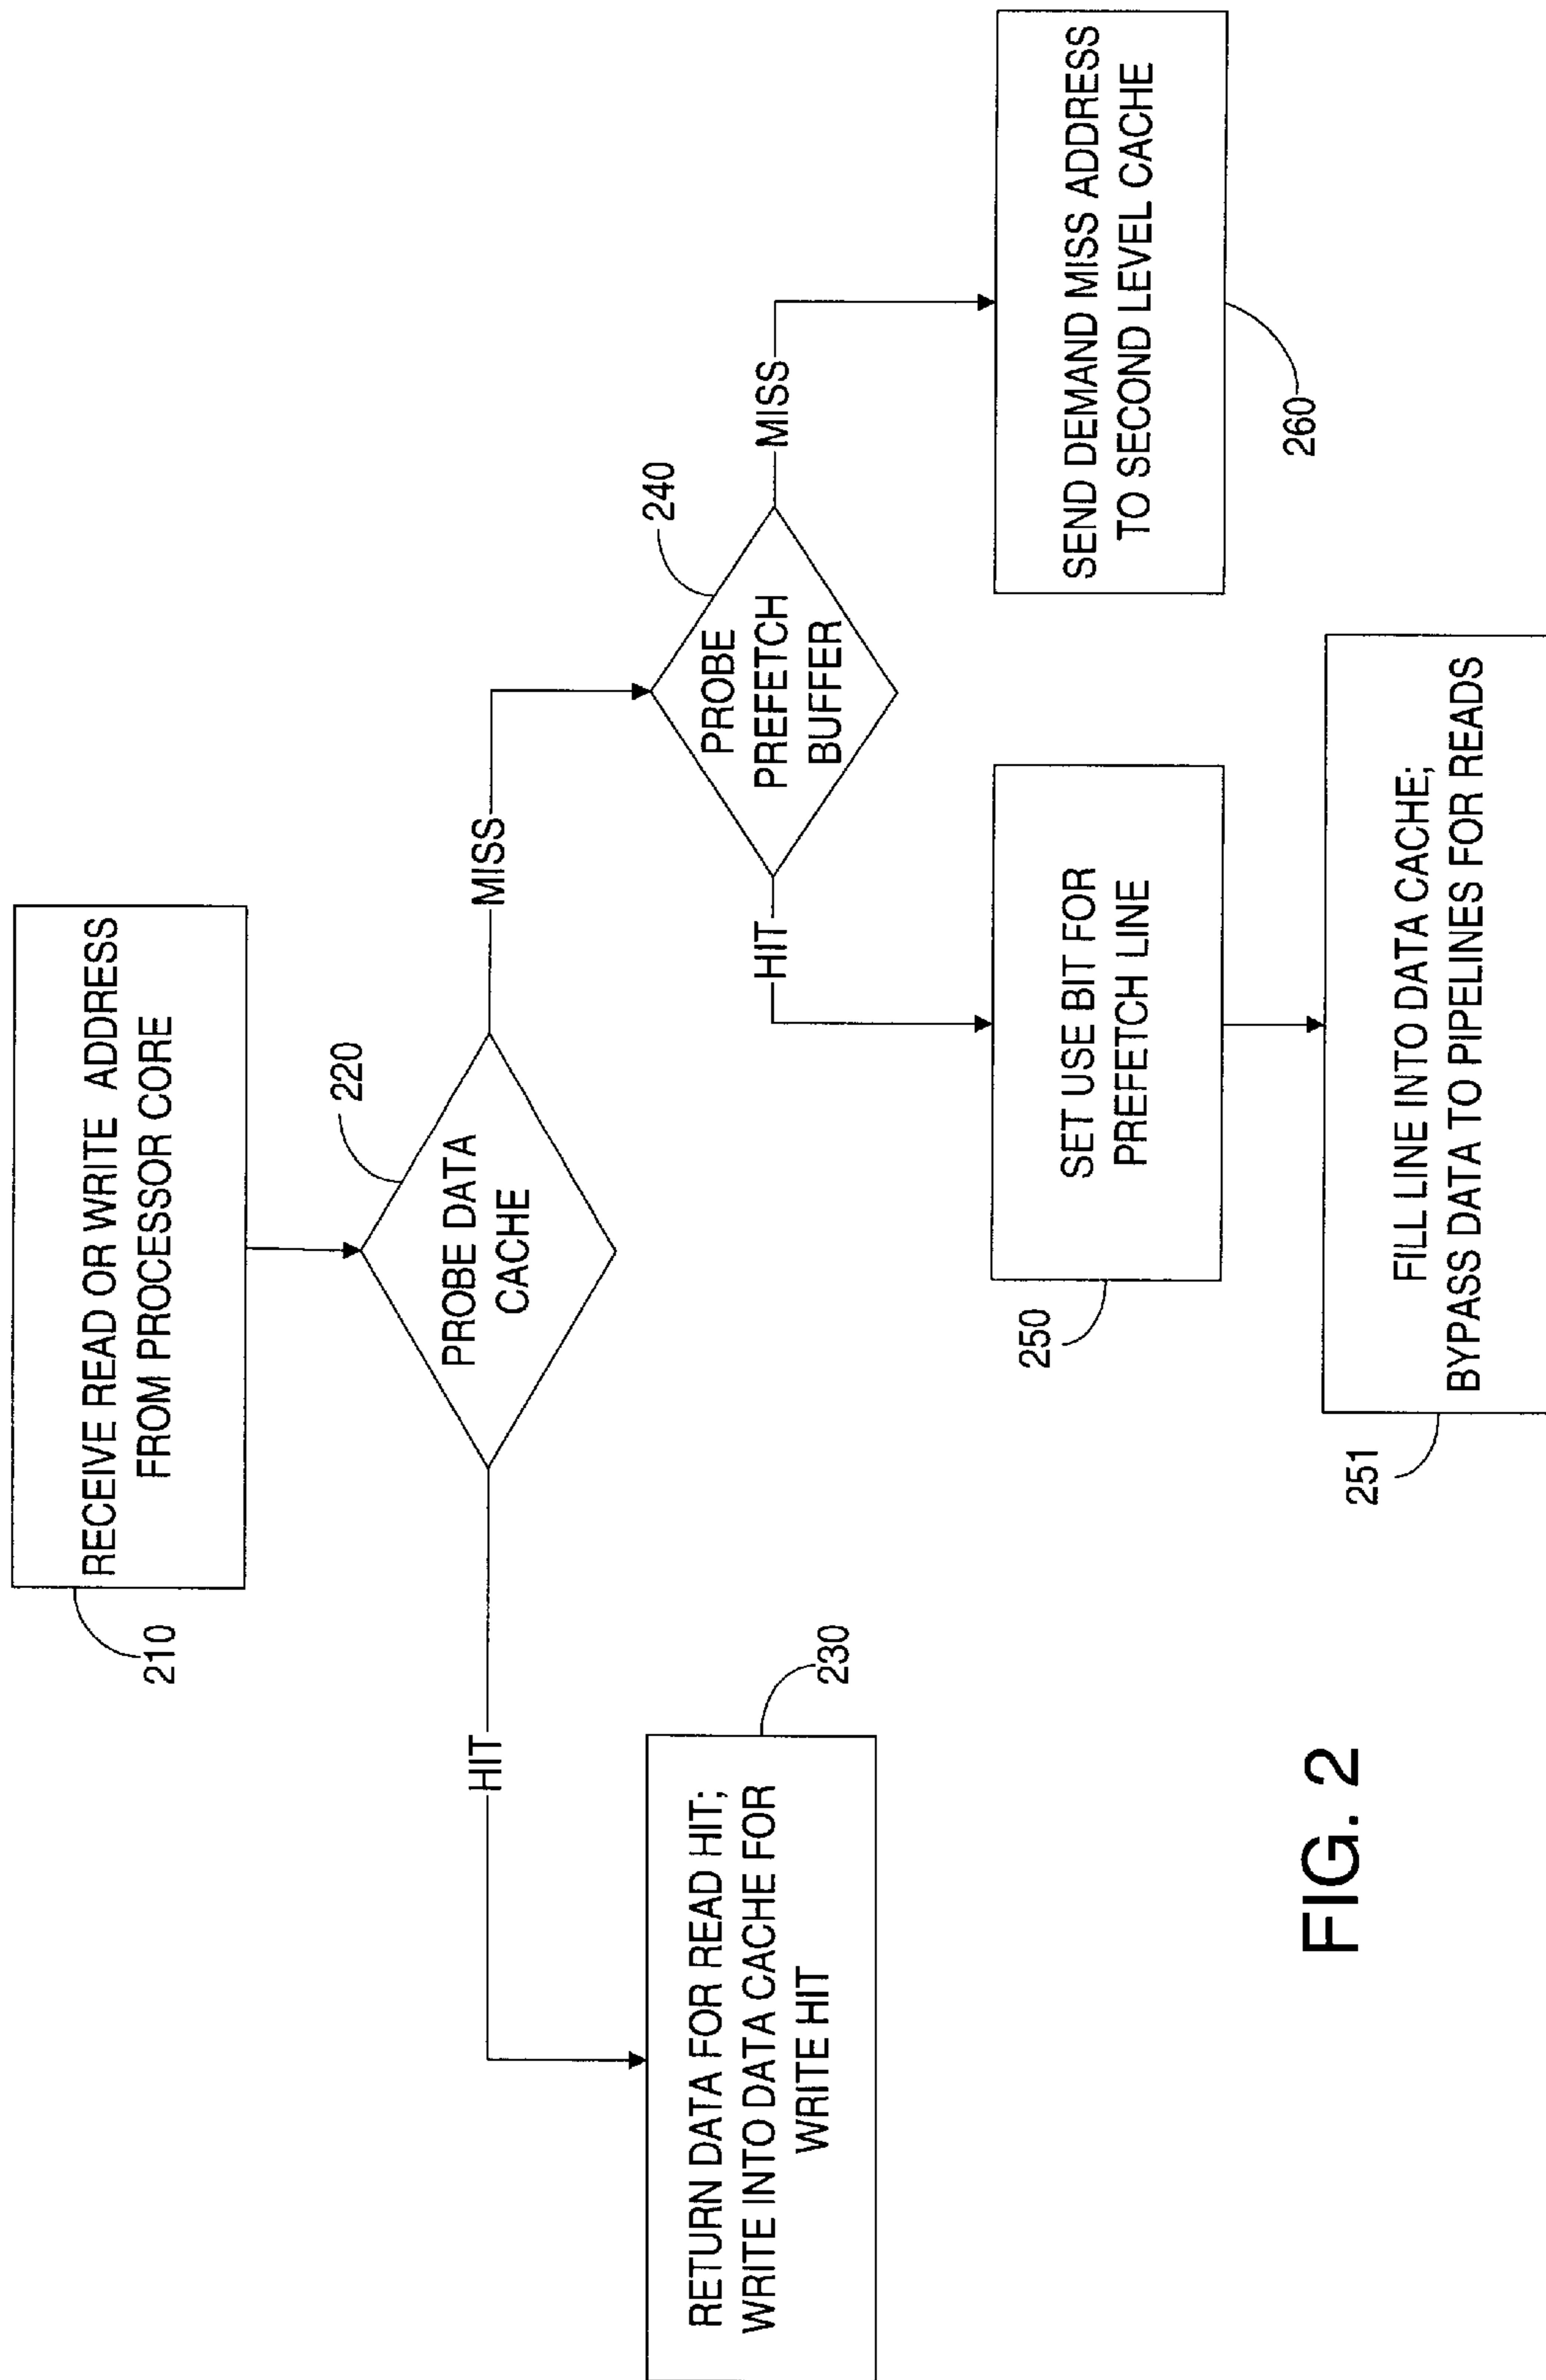 RECEIVE READ OR WRITE ADDRESS
FROM PROCESSOR CORE
210
PROBE DATA
CACHE
220
HIT
MISS
RETURN DATA FOR READ HIT;
WRITE INTO DATA CACHE FOR
WRITE HIT
230
PROBE
PREFETCH
BUFFER
240
HIT
MISS
SET USE BIT FOR
PREFETCH LINE
250
SEND DEMAND MISS ADDRESS
TO SECOND LEVEL CACHE
260
FILL LINE INTO DATA CACHE;
BYPASS DATA TO PIPELINES FOR READS
251
FIG. 2